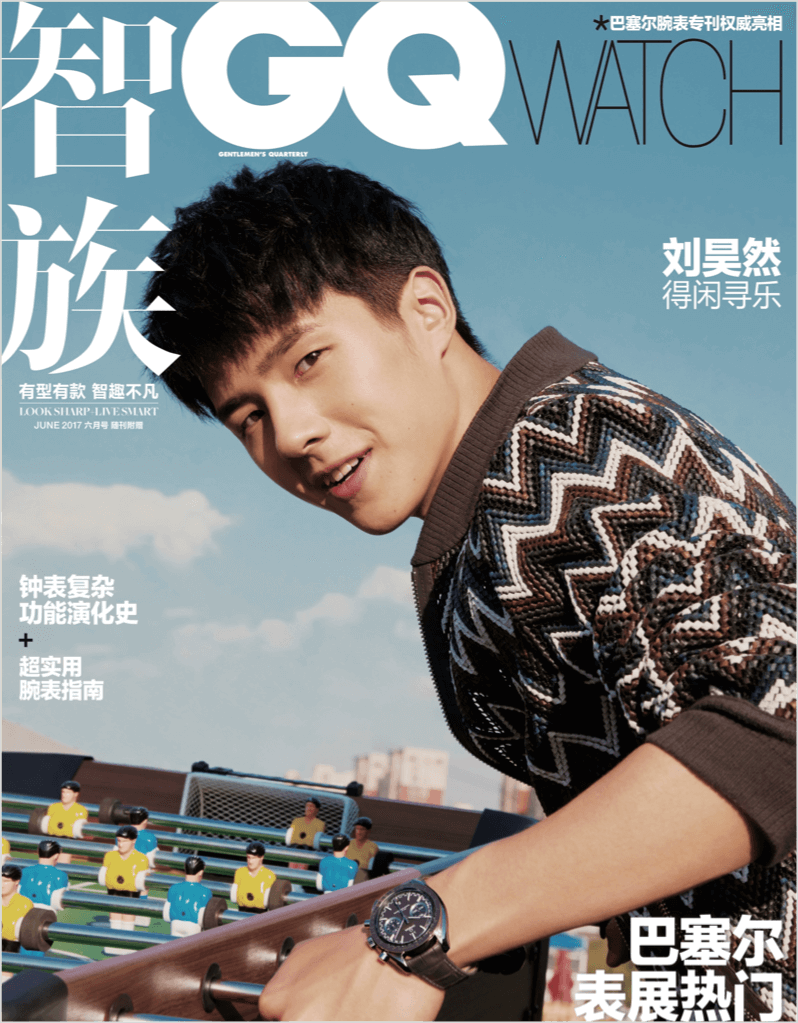 智族
GQ
WATCH
*巴塞尔腕表专刊权威亮相
GENTLEMEN'S QUARTERLY
刘昊然
得闲寻乐
有型有款 智趣不凡
LOOK SHARP+LIVE SMART
JUNE 2017 六月号 随刊附赠
钟表复杂
功能演化史
+
超实用
腕表指南
巴塞尔
表展热门